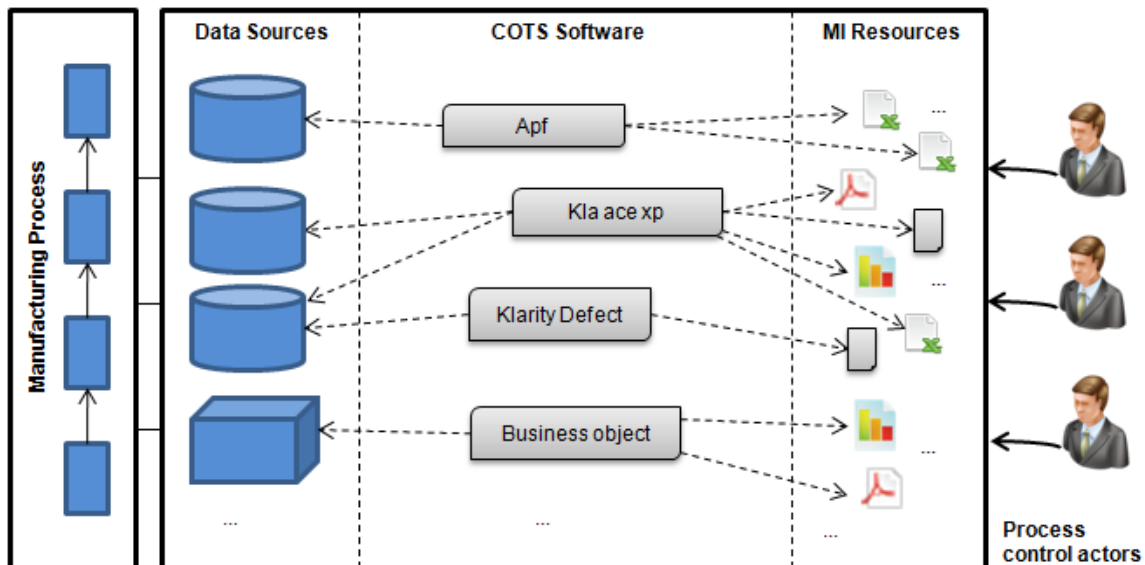 Data Sources
COTS Software
MI Resources
Manufacturing Process
Apf
...
Kla ace xp
...
Klarity Defect
Business object
...
...
...
...
Process
control actors